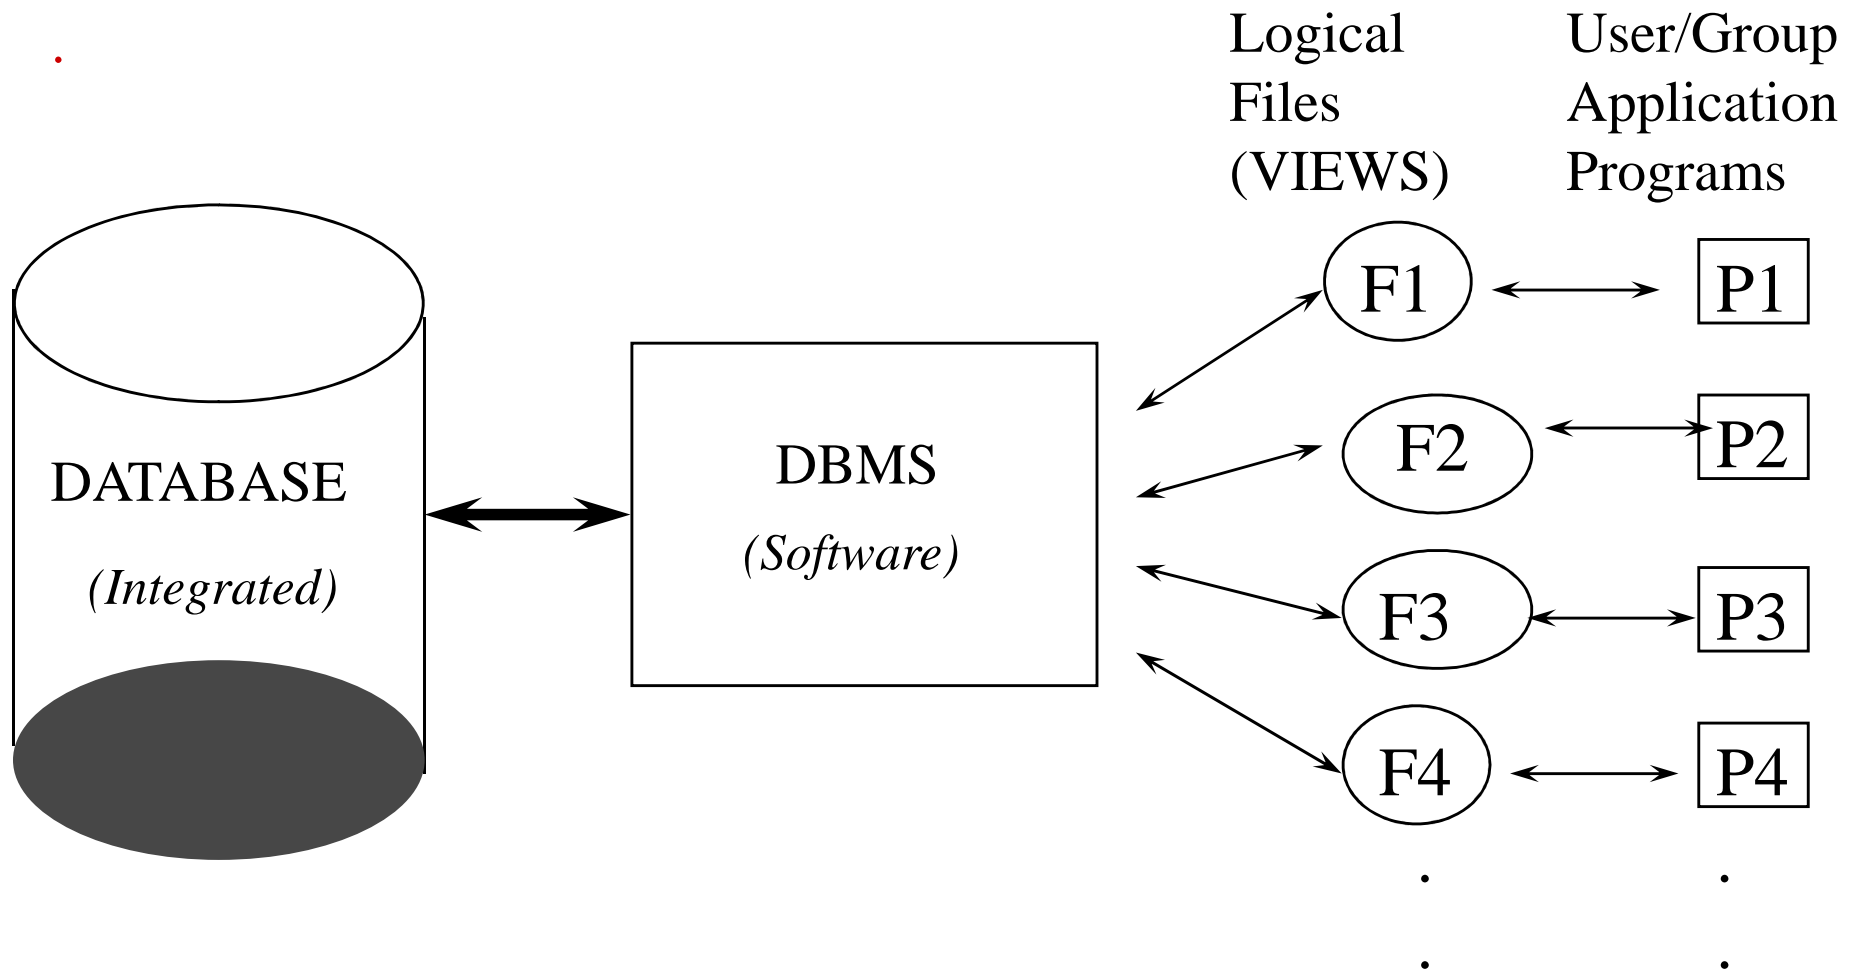 Logical
Files
(VIEWS)
User/Group
Application
Programs
F1
P1
F2
P2
DATABASE
(Integrated)
DBMS
(Software)
F3
P3
F4
P4
. .
. .